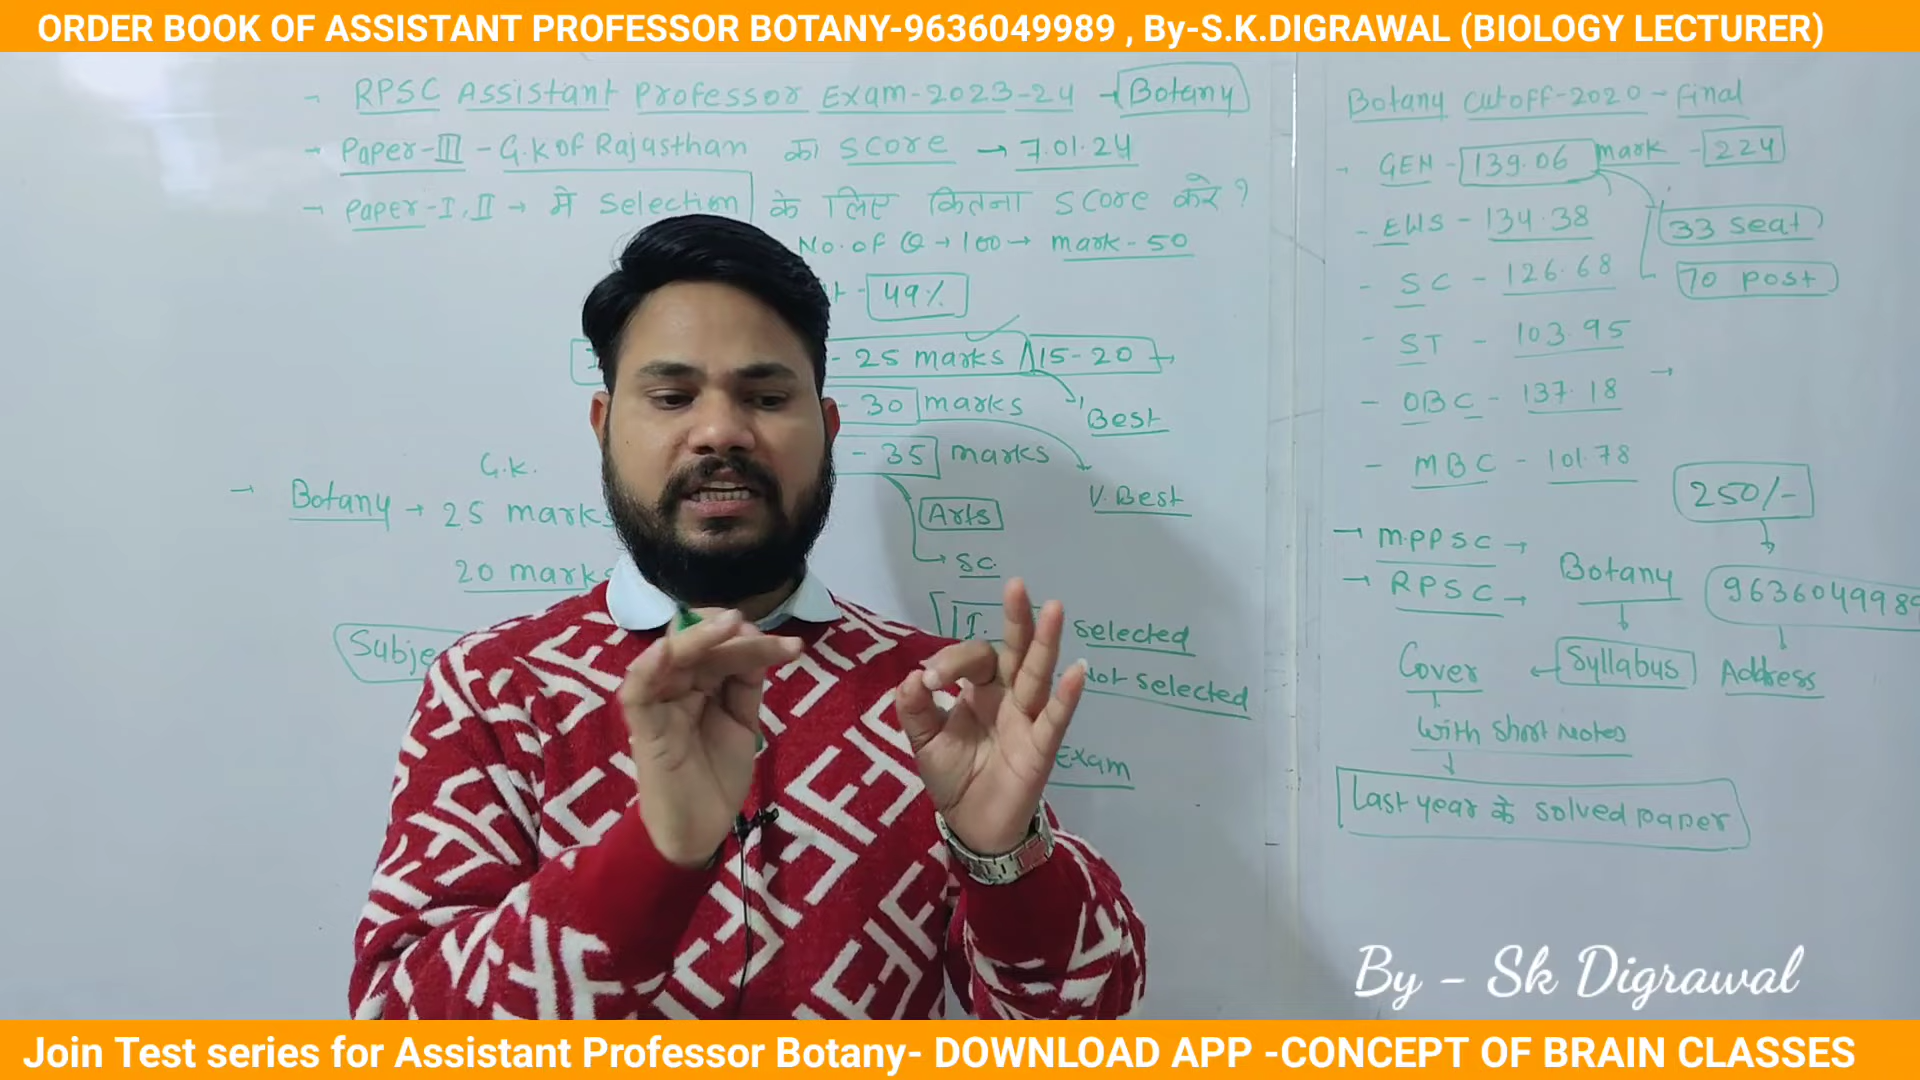 ORDER BOOK OF ASSISTANT PROFESSOR BOTANY-9636049989 , By-S.K.DIGRAWAL (BIOLOGY LECTURER)
- RPSC Assistant Professor Exam-2023-24 → Botany
→ Paper-III - G.K of Rajasthan का Score → 7.01.24
→ Paper-I, II → मे Selection के लिए कितना Score करे ?
No. of Q → 100 → mark - 50
49%
- 25 marks 15-20 →
- 30 marks
Best
- 35 marks
V. Best
G.K.
→ Botany → 25 marks
20 marks
Arts
→ SC
Subje
I. selected
Not selected
Exam
Botany Cutoff-2020 - Final
- GEN - 139.06 mark - 224
- EWS - 134.38
33 seat
- SC - 126.68
70 post
- ST - 103.95
- OBC - 137.18
- MBC - 101.78
250/-
→ MPPSC →
→ RPSC →
Botany
9636049989
Cover ← Syllabus Address
With Short Notes
Last year के solved paper
By - Sk Digrawal
Join Test series for Assistant Professor Botany- DOWNLOAD APP -CONCEPT OF BRAIN CLASSES